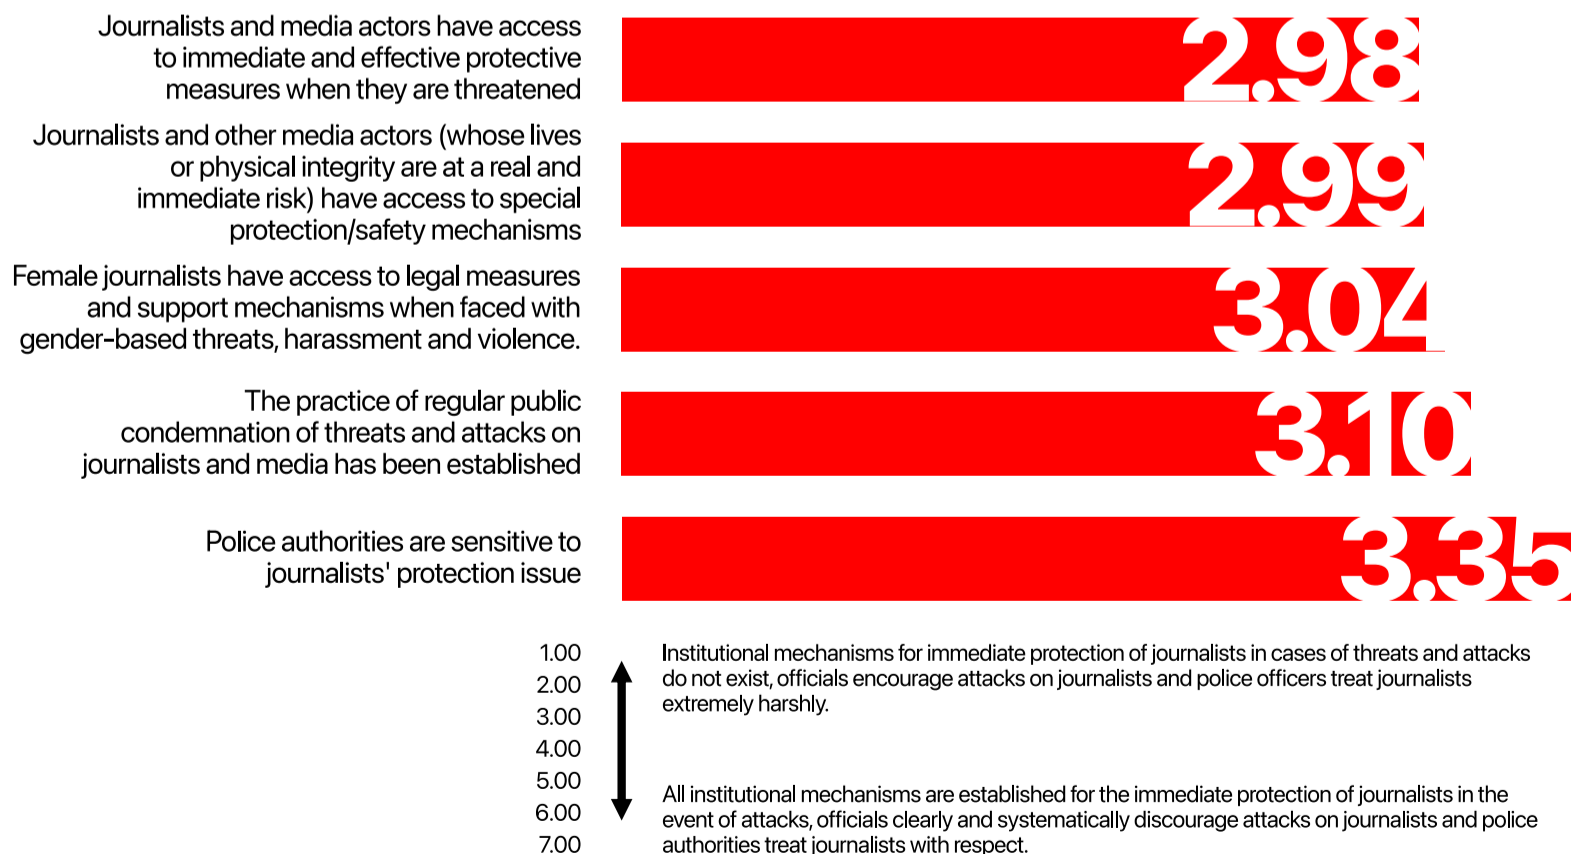 Journalists and media actors have access
to immediate and effective protective
measures when they are threatened
2.98
Journalists and other media actors (whose lives
or physical integrity are at a real and
immediate risk) have access to special
protection/safety mechanisms
2.99
Female journalists have access to legal measures
and support mechanisms when faced with
gender-based threats, harassment and violence.
3.04
The practice of regular public
condemnation of threats and attacks on
journalists and media has been established
3.10
Police authorities are sensitive to
journalists' protection issue
3.35
1.00
2.00
3.00
4.00
5.00
6.00
7.00
Institutional mechanisms for immediate protection of journalists in cases of threats and attacks
do not exist, officials encourage attacks on journalists and police officers treat journalists
extremely harshly.
All institutional mechanisms are established for the immediate protection of journalists in the
event of attacks, officials clearly and systematically discourage attacks on journalists and police
authorities treat journalists with respect.